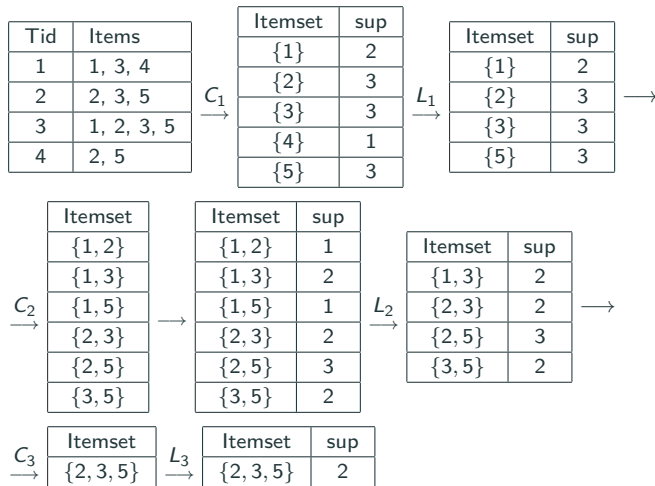 Tid Items
1 1, 3, 4
2 2, 3, 5
3 1, 2, 3, 5
4 2, 5
C₁
Itemset sup
{1} 2
{2} 3
{3} 3
{4} 1
{5} 3
L₁
Itemset sup
{1} 2
{2} 3
{3} 3
{5} 3
→
C₂
Itemset
{1, 2}
{1, 3}
{1, 5}
{2, 3}
{2, 5}
{3, 5}
→
Itemset sup
{1, 2} 1
{1, 3} 2
{1, 5} 1
{2, 3} 2
{2, 5} 3
{3, 5} 2
L₂
Itemset sup
{1, 3} 2
{2, 3} 2
{2, 5} 3
{3, 5} 2
→
C₃
Itemset
{2, 3, 5}
L₃
Itemset sup
{2, 3, 5} 2